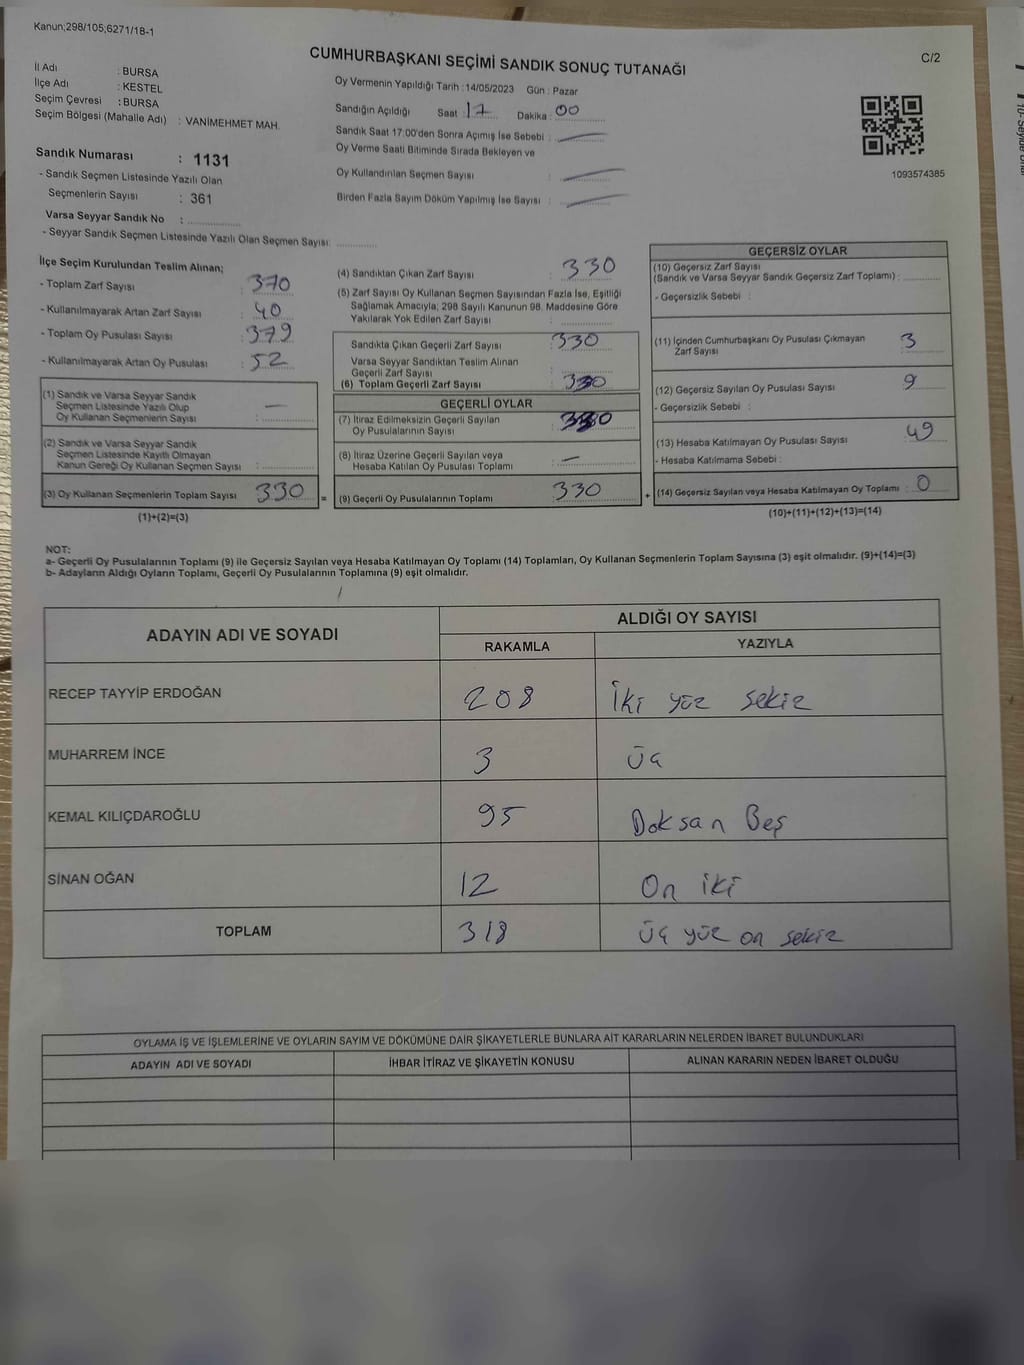 Kanun;298/105;6271/18-1
CUMHURBAŞKANI SEÇİMİ SANDIK SONUÇ TUTANAĞI
C/2
İl Adı : BURSA
İlçe Adı : KESTEL
Seçim Çevresi : BURSA
Seçim Bölgesi (Mahalle Adı) : VANİMEHMET MAH.
Sandık Numarası : 1131
- Sandık Seçmen Listesinde Yazılı Olan
Seçmenlerin Sayısı : 361
Varsa Seyyar Sandık No :
- Seyyar Sandık Seçmen Listesinde Yazılı Olan Seçmen Sayısı:
Oy Vermenin Yapıldığı Tarih : 14/05/2023 Gün : Pazar
Sandığın Açıldığı Saat : 17 Dakika : 00
Sandık Saat 17:00'den Sonra Açımış İse Sebebi :
Oy Verme Saati Bitiminde Sırada Bekleyen ve
Oy Kullandırılan Seçmen Sayısı :
Birden Fazla Sayım Döküm Yapılmış İse Sayısı :
1093574385
İlçe Seçim Kurulundan Teslim Alınan;
- Toplam Zarf Sayısı : 370
- Kullanılmayarak Artan Zarf Sayısı : 40
- Toplam Oy Pusulası Sayısı : 379
- Kullanılmayarak Artan Oy Pusulası : 52
(1) Sandık ve Varsa Seyyar Sandık
Seçmen Listesinde Yazılı Olup
Oy Kullanan Seçmenlerin Sayısı : —
(2) Sandık ve Varsa Seyyar Sandık
Seçmen Listesinde Kayıtlı Olmayan
Kanun Gereği Oy Kullanan Seçmen Sayısı :
(3) Oy Kullanan Seçmenlerin Toplam Sayısı 330 =
(1)+(2)=(3)
(4) Sandıktan Çıkan Zarf Sayısı : 330
(5) Zarf Sayısı Oy Kullanan Seçmen Sayısından Fazla İse, Eşitliği
Sağlamak Amacıyla; 298 Sayılı Kanunun 98. Maddesine Göre
Yakılarak Yok Edilen Zarf Sayısı :
Sandıkta Çıkan Geçerli Zarf Sayısı : 330
Varsa Seyyar Sandıktan Teslim Alınan
Geçerli Zarf Sayısı :
(6) Toplam Geçerli Zarf Sayısı : 330
GEÇERLİ OYLAR
(7) İtiraz Edilmeksizin Geçerli Sayılan
Oy Pusulalarının Sayısı : 330
(8) İtiraz Üzerine Geçerli Sayılan veya
Hesaba Katılan Oy Pusulası Toplamı : —
(9) Geçerli Oy Pusulalarının Toplamı : 330 +
GEÇERSİZ OYLAR
(10) Geçersiz Zarf Sayısı
(Sandık ve Varsa Seyyar Sandık Geçersiz Zarf Toplamı) :
- Geçersizlik Sebebi :
(11) İçinden Cumhurbaşkanı Oy Pusulası Çıkmayan
Zarf Sayısı : 3
(12) Geçersiz Sayılan Oy Pusulası Sayısı : 9
- Geçersizlik Sebebi :
(13) Hesaba Katılmayan Oy Pusulası Sayısı : 49
- Hesaba Katılmama Sebebi :
(14) Geçersiz Sayılan veya Hesaba Katılmayan Oy Toplamı : 0
(10)+(11)+(12)+(13)=(14)
NOT:
a- Geçerli Oy Pusulalarının Toplamı (9) ile Geçersiz Sayılan veya Hesaba Katılmayan Oy Toplamı (14) Toplamları, Oy Kullanan Seçmenlerin Toplam Sayısına (3) eşit olmalıdır. (9)+(14)=(3)
b- Adayların Aldığı Oyların Toplamı, Geçerli Oy Pusulalarının Toplamına (9) eşit olmalıdır.
ADAYIN ADI VE SOYADI
ALDIĞI OY SAYISI
RAKAMLA YAZIYLA
RECEP TAYYİP ERDOĞAN 208 İki yüz sekiz
MUHARREM İNCE 3 üç
KEMAL KILIÇDAROĞLU 95 Doksan Beş
SİNAN OĞAN 12 On iki
TOPLAM 318 üç yüz on sekiz
OYLAMA İŞ VE İŞLEMLERİNE VE OYLARIN SAYIM VE DÖKÜMÜNE DAİR ŞİKAYETLERLE BUNLARA AİT KARARLARIN NELERDEN İBARET BULUNDUKLARI
ADAYIN ADI VE SOYADI İHBAR İTİRAZ VE ŞİKAYETİN KONUSU ALINAN KARARIN NEDEN İBARET OLDUĞU